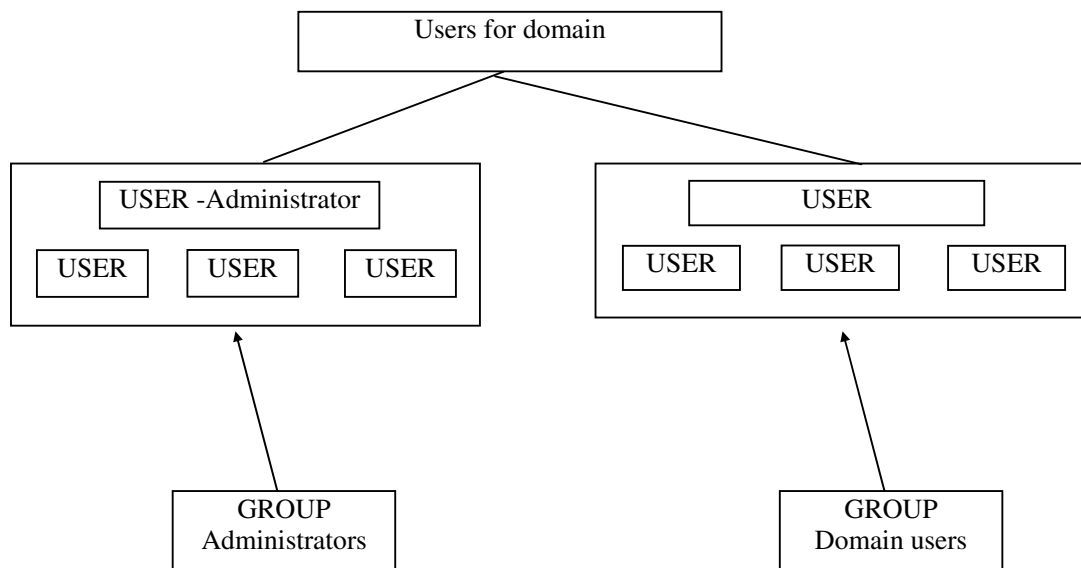 Users for domain
USER -Administrator
USER
USER
USER
USER
USER
USER
USER
GROUP
Administrators
GROUP
Domain users